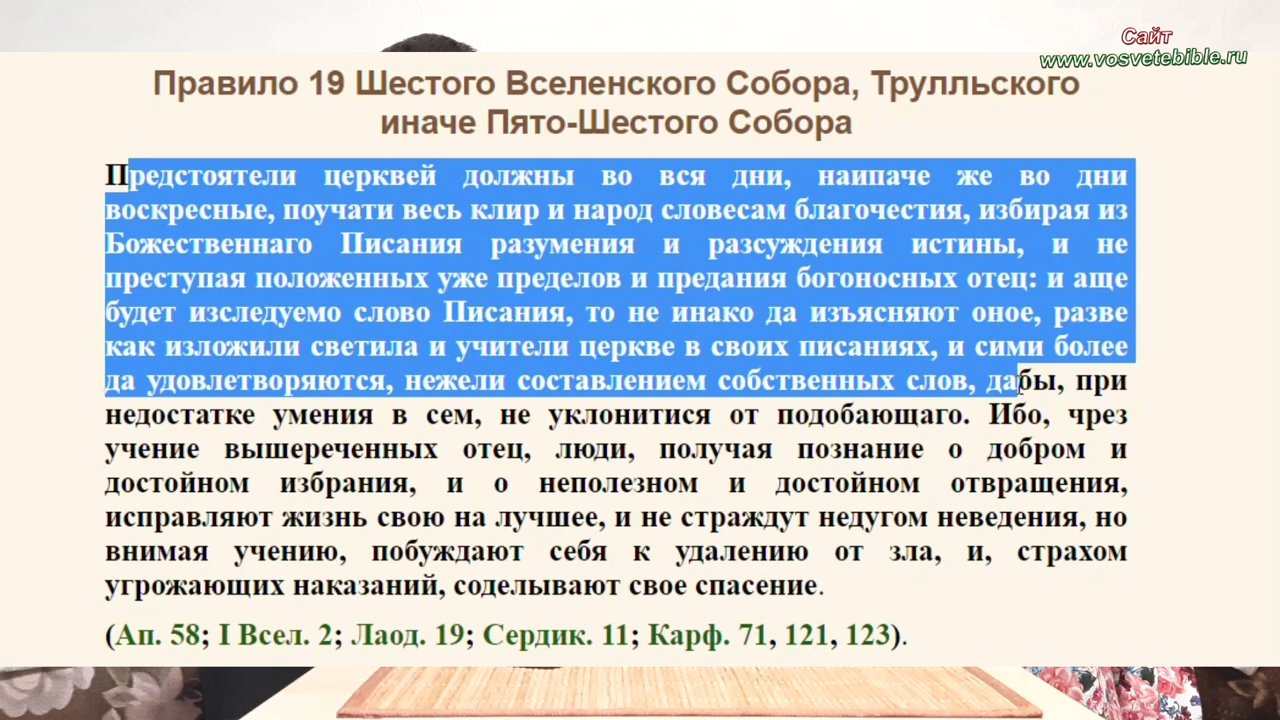 Сайт
www.vosvetebible.ru
Правило 19 Шестого Вселенского Собора, Трулльского
иначе Пято-Шестого Собора
Предстоятели церквей должны во вся дни, наипаче же во дни
воскресные, поучати весь клир и народ словесам благочестия, избирая из
Божественнаго Писания разумения и разсуждения истины, и не
преступая положенных уже пределов и предания богоносных отец: и аще
будет изследуемо слово Писания, то не инако да изъясняют оное, разве
как изложили светила и учители церкве в своих писаниях, и сими более
да удовлетворяются, нежели составлением собственных слов, дабы, при
недостатке умения в сем, не уклонитися от подобающаго. Ибо, чрез
учение вышереченных отец, люди, получая познание о добром и
достойном избрания, и о неполезном и достойном отвращения,
исправляют жизнь свою на лучшее, и не страждут недугом неведения, но
внимая учению, побуждают себя к удалению от зла, и, страхом
угрожающих наказаний, соделывают свое спасение.
(Ап. 58; I Всел. 2; Лаод. 19; Сердик. 11; Карф. 71, 121, 123).